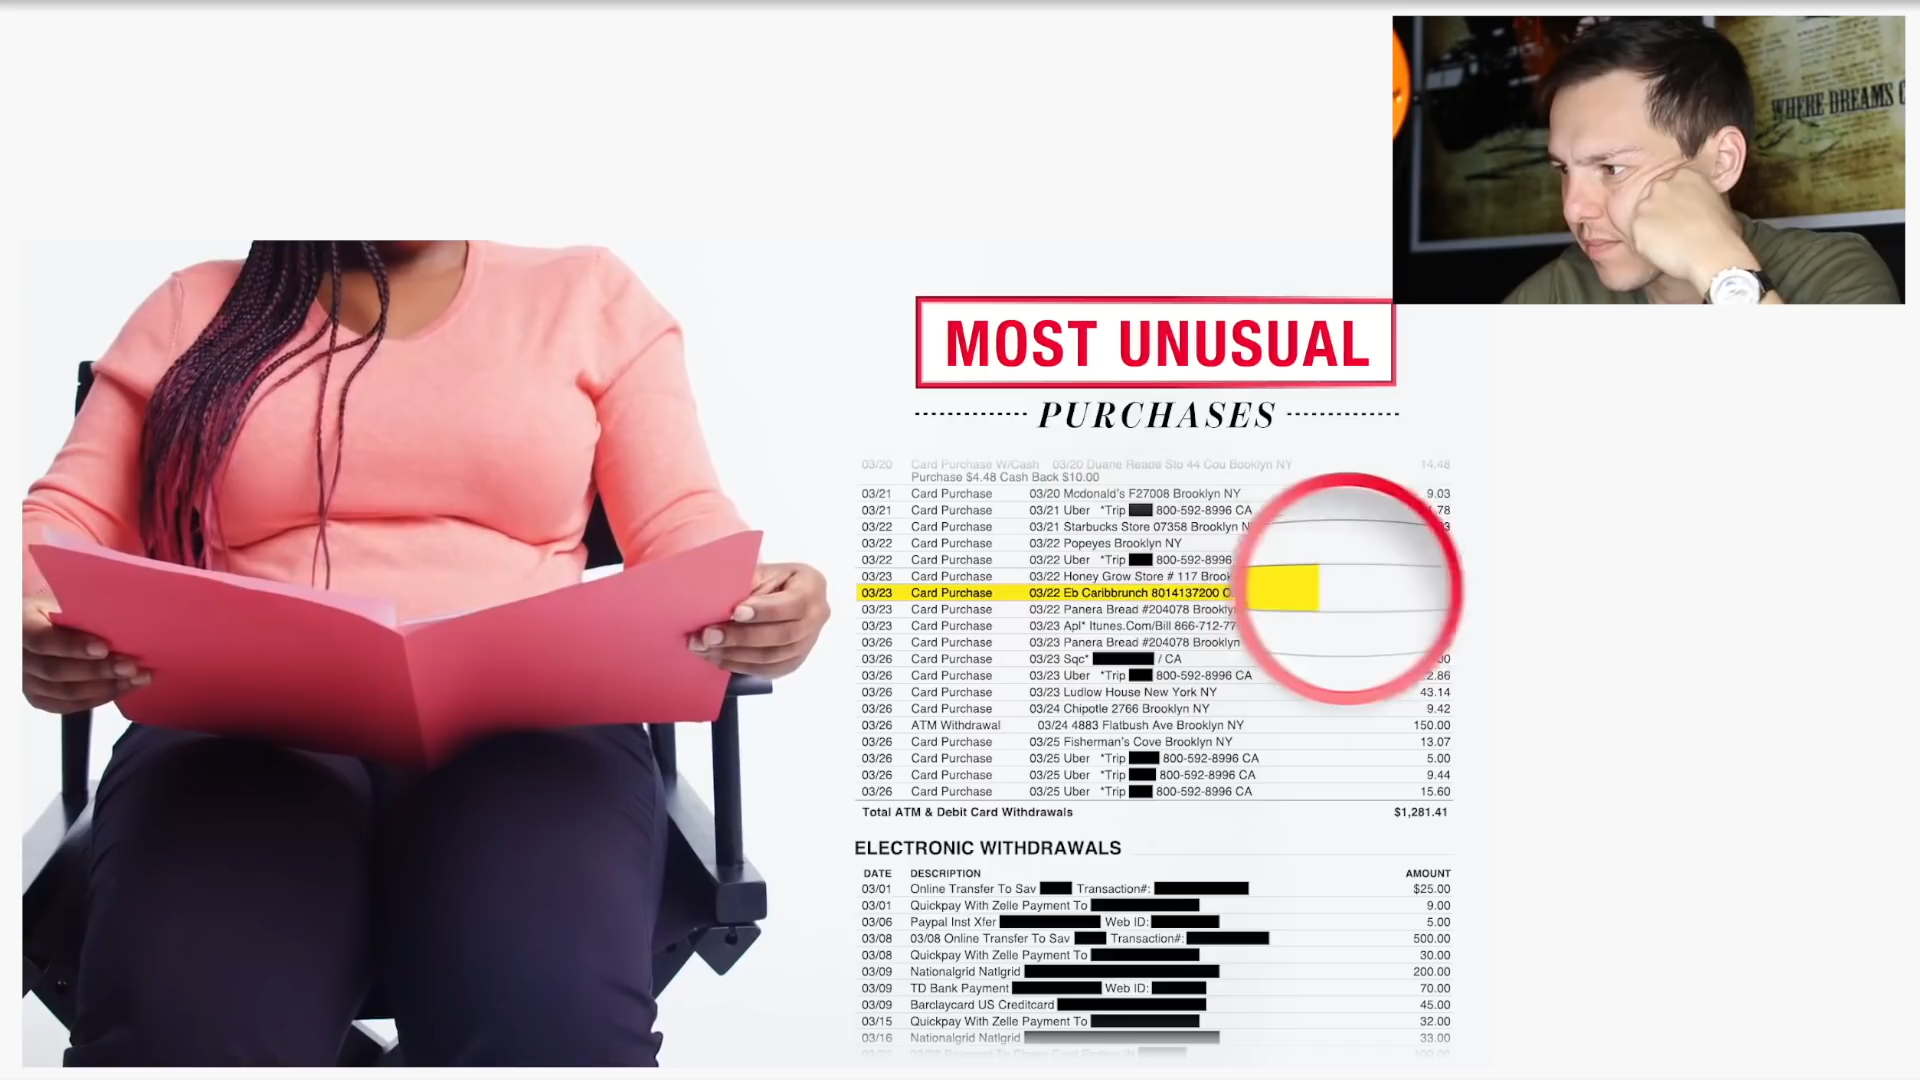 WHERE DREAMS
MOST UNUSUAL
PURCHASES
03/20 Card Purchase W/Cash 03/20 Duane Reade Sto 44 Cou Booklyn NY 14.48
Purchase $4.48 Cash Back $10.00
03/21 Card Purchase 03/20 Mcdonald's F27008 Brooklyn NY 9.03
03/21 Card Purchase 03/21 Uber *Trip 800-592-8996 CA .78
03/22 Card Purchase 03/21 Starbucks Store 07358 Brooklyn
03/22 Card Purchase 03/22 Popeyes Brooklyn NY
03/22 Card Purchase 03/22 Uber *Trip 800-592-8996
03/23 Card Purchase 03/22 Honey Grow Store # 117
03/23 Card Purchase 03/22 Eb Caribbrunch 8014137200
03/23 Card Purchase 03/22 Panera Bread #204078
03/23 Card Purchase 03/23 Apl* Itunes.Com/Bill 866-712-77
03/26 Card Purchase 03/23 Panera Bread #204078 Brooklyn
03/26 Card Purchase 03/23 Sqc* / CA
03/26 Card Purchase 03/23 Uber *Trip 800-592-8996 CA 2.86
03/26 Card Purchase 03/23 Ludlow House New York NY 43.14
03/26 Card Purchase 03/24 Chipotle 2766 Brooklyn NY 9.42
03/26 ATM Withdrawal 03/24 4883 Flatbush Ave Brooklyn NY 150.00
03/26 Card Purchase 03/25 Fisherman's Cove Brooklyn NY 13.07
03/26 Card Purchase 03/25 Uber *Trip 800-592-8996 CA 5.00
03/26 Card Purchase 03/25 Uber *Trip 800-592-8996 CA 9.44
03/26 Card Purchase 03/25 Uber *Trip 800-592-8996 CA 15.60
Total ATM & Debit Card Withdrawals $1,281.41
ELECTRONIC WITHDRAWALS
DATE DESCRIPTION AMOUNT
03/01 Online Transfer To Sav Transaction#: $25.00
03/01 Quickpay With Zelle Payment To 9.00
03/06 Paypal Inst Xfer Web ID: 5.00
03/08 03/08 Online Transfer To Sav Transaction#: 500.00
03/08 Quickpay With Zelle Payment To 30.00
03/09 Nationalgrid Natlgrid 200.00
03/09 TD Bank Payment Web ID: 70.00
03/09 Barclaycard US Creditcard 45.00
03/15 Quickpay With Zelle Payment To 32.00
03/16 Nationalgrid Natlgrid 33.00